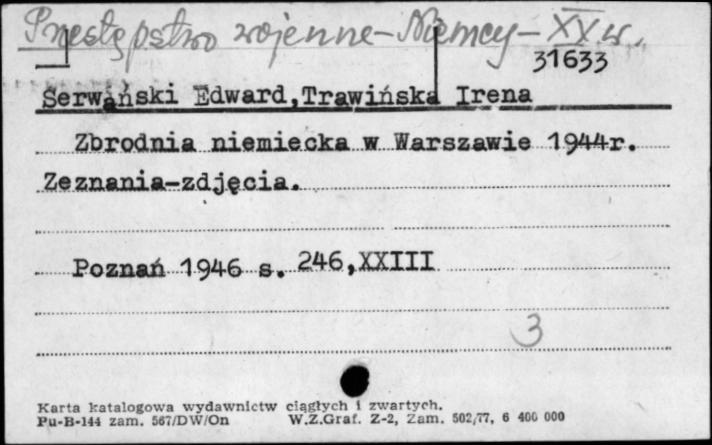 Przestępstwo wojenne - Niemcy - XX w.
31633
Serwański Edward,Trawińska Irena
Zbrodnia niemiecka w Warszawie 1944r.
Zeznania-zdjęcia.
Poznań 1946 s. 246,XXIII
3
Karta katalogowa wydawnictw ciągłych i zwartych.
Pu-B-144 zam. 567/DW/On W.Z.Graf. Z-2, Zam. 502/77, 6 400 000